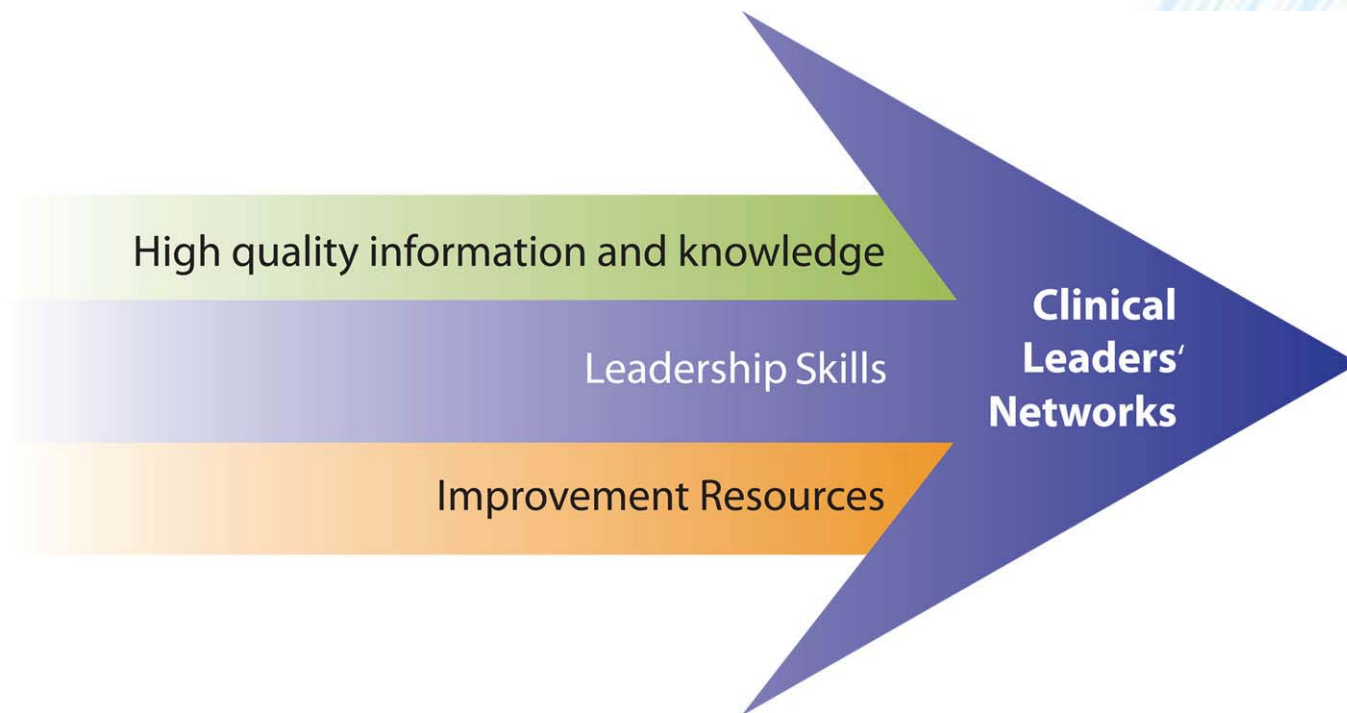 High quality information and knowledge
Leadership Skills
Improvement Resources
Clinical
Leaders‘
Networks